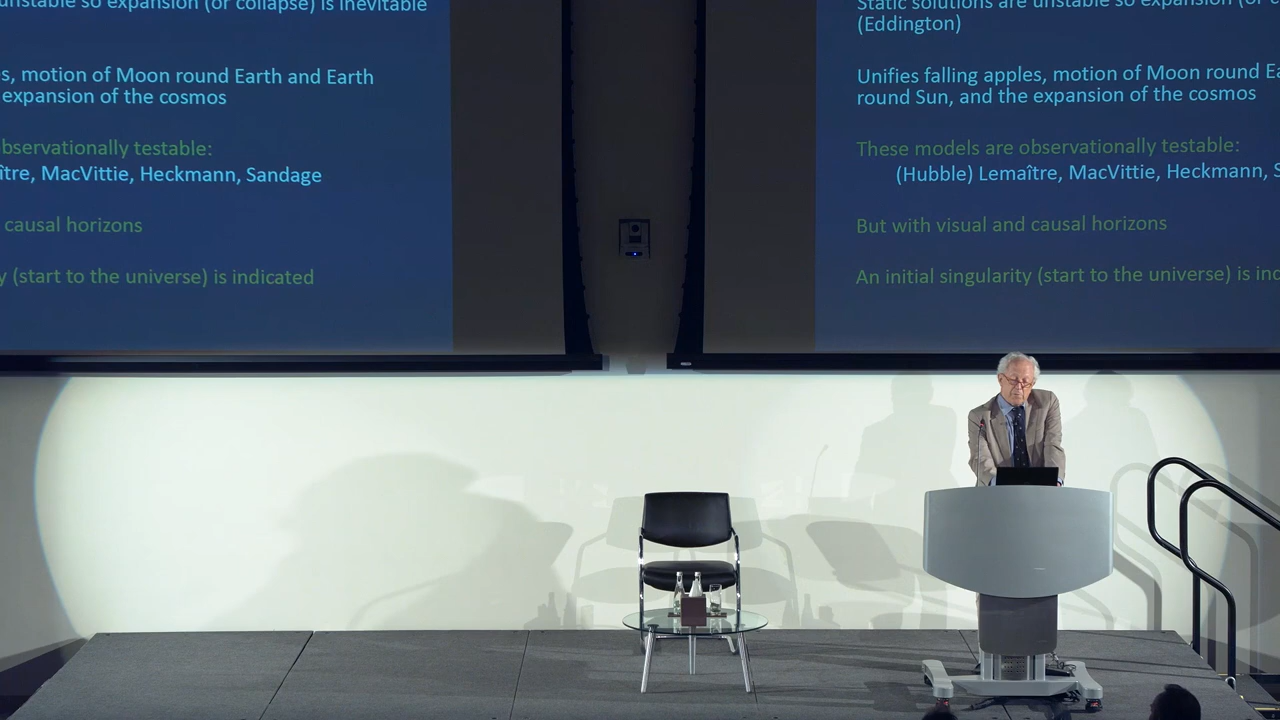 unstable so expansion (or collapse) is inevitable
motion of Moon round Earth and Earth
expansion of the cosmos
observationally testable:
MacVittie, Heckmann, Sandage
causal horizons
(start to the universe) is indicated
Static solutions are unstable so expansion (or
(Eddington)
Unifies falling apples, motion of Moon round
round Sun, and the expansion of the cosmos
These models are observationally testable:
(Hubble) Lemaître, MacVittie, Heckmann,
But with visual and causal horizons
An initial singularity (start to the universe) is